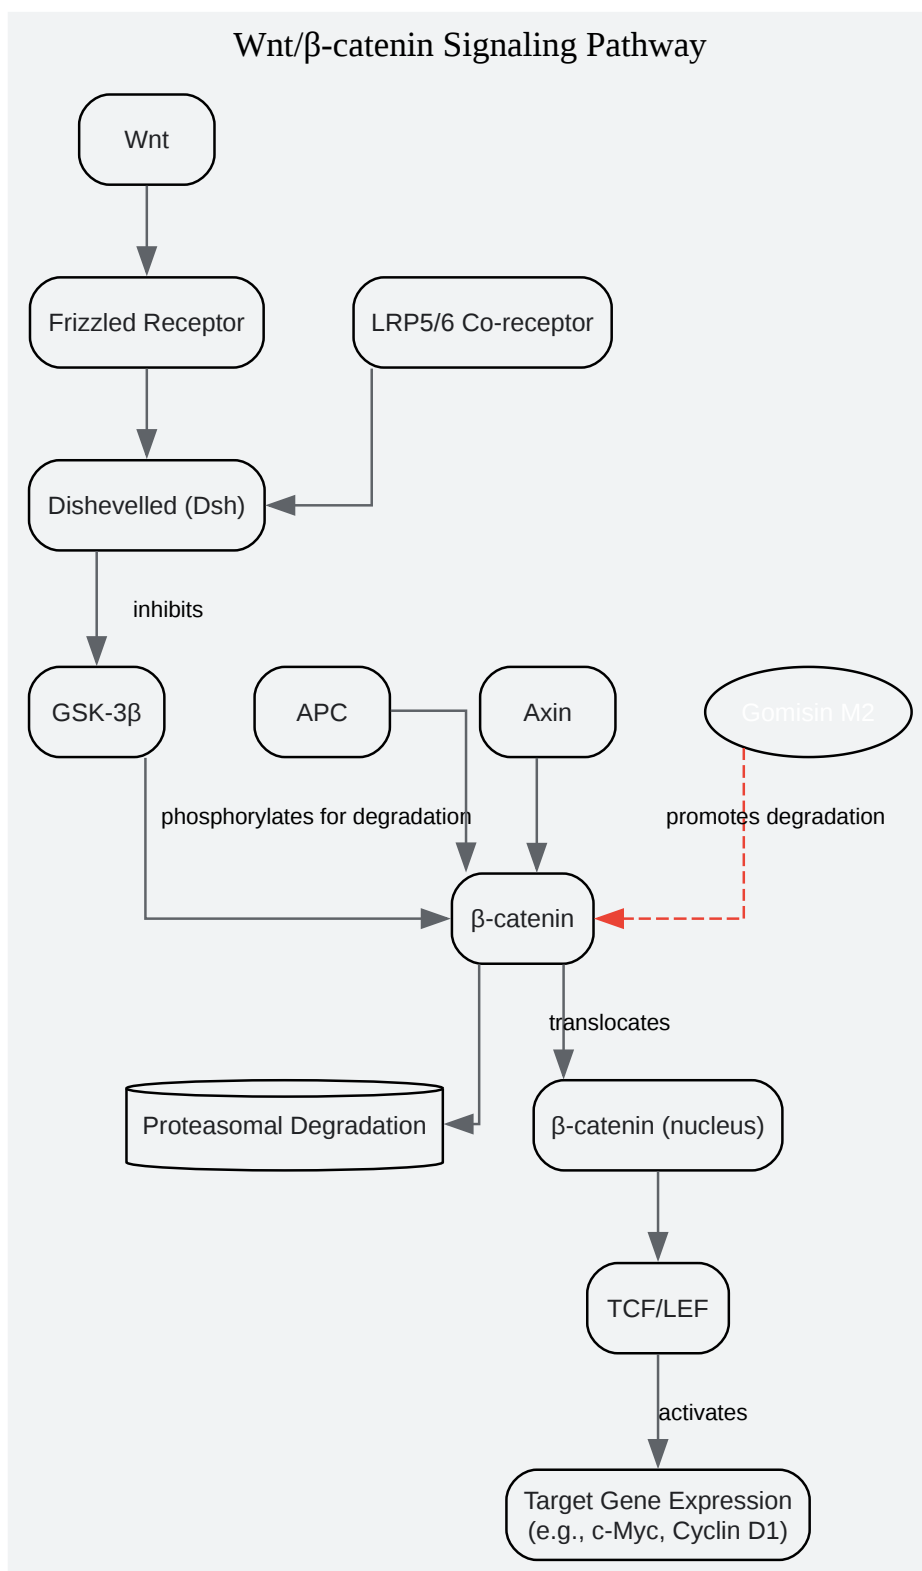 Wnt/β-catenin Signaling Pathway
Wnt
Frizzled Receptor
LRP5/6 Co-receptor
Dishevelled (Dsh)
inhibits
GSK-3β
APC
Axin
Gomisin M2
phosphorylates for degradation
promotes degradation
β-catenin
translocates
Proteasomal Degradation
β-catenin (nucleus)
TCF/LEF
activates
Target Gene Expression
(e.g., c-Myc, Cyclin D1)